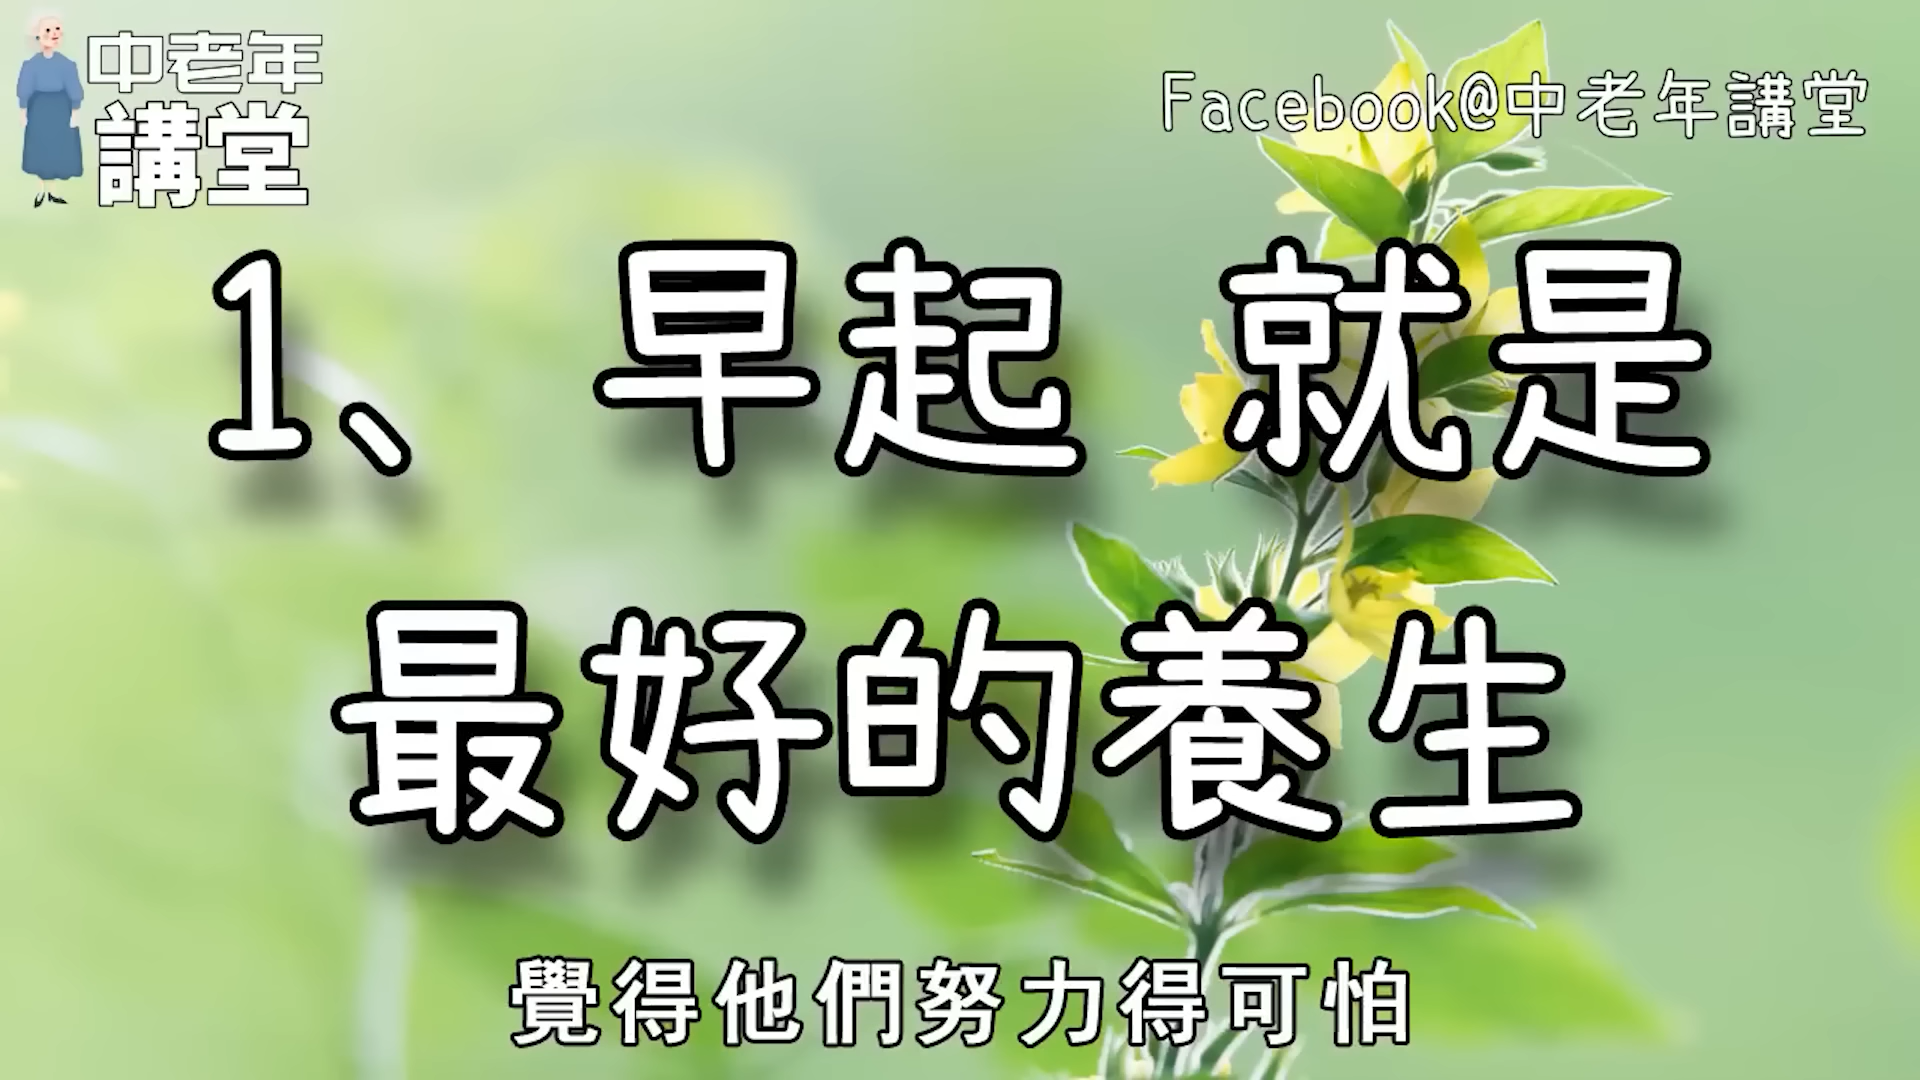 中老年
講堂
Facebook@中老年講堂
1、 早起 就是
最好的養生
覺得他們努力得可怕